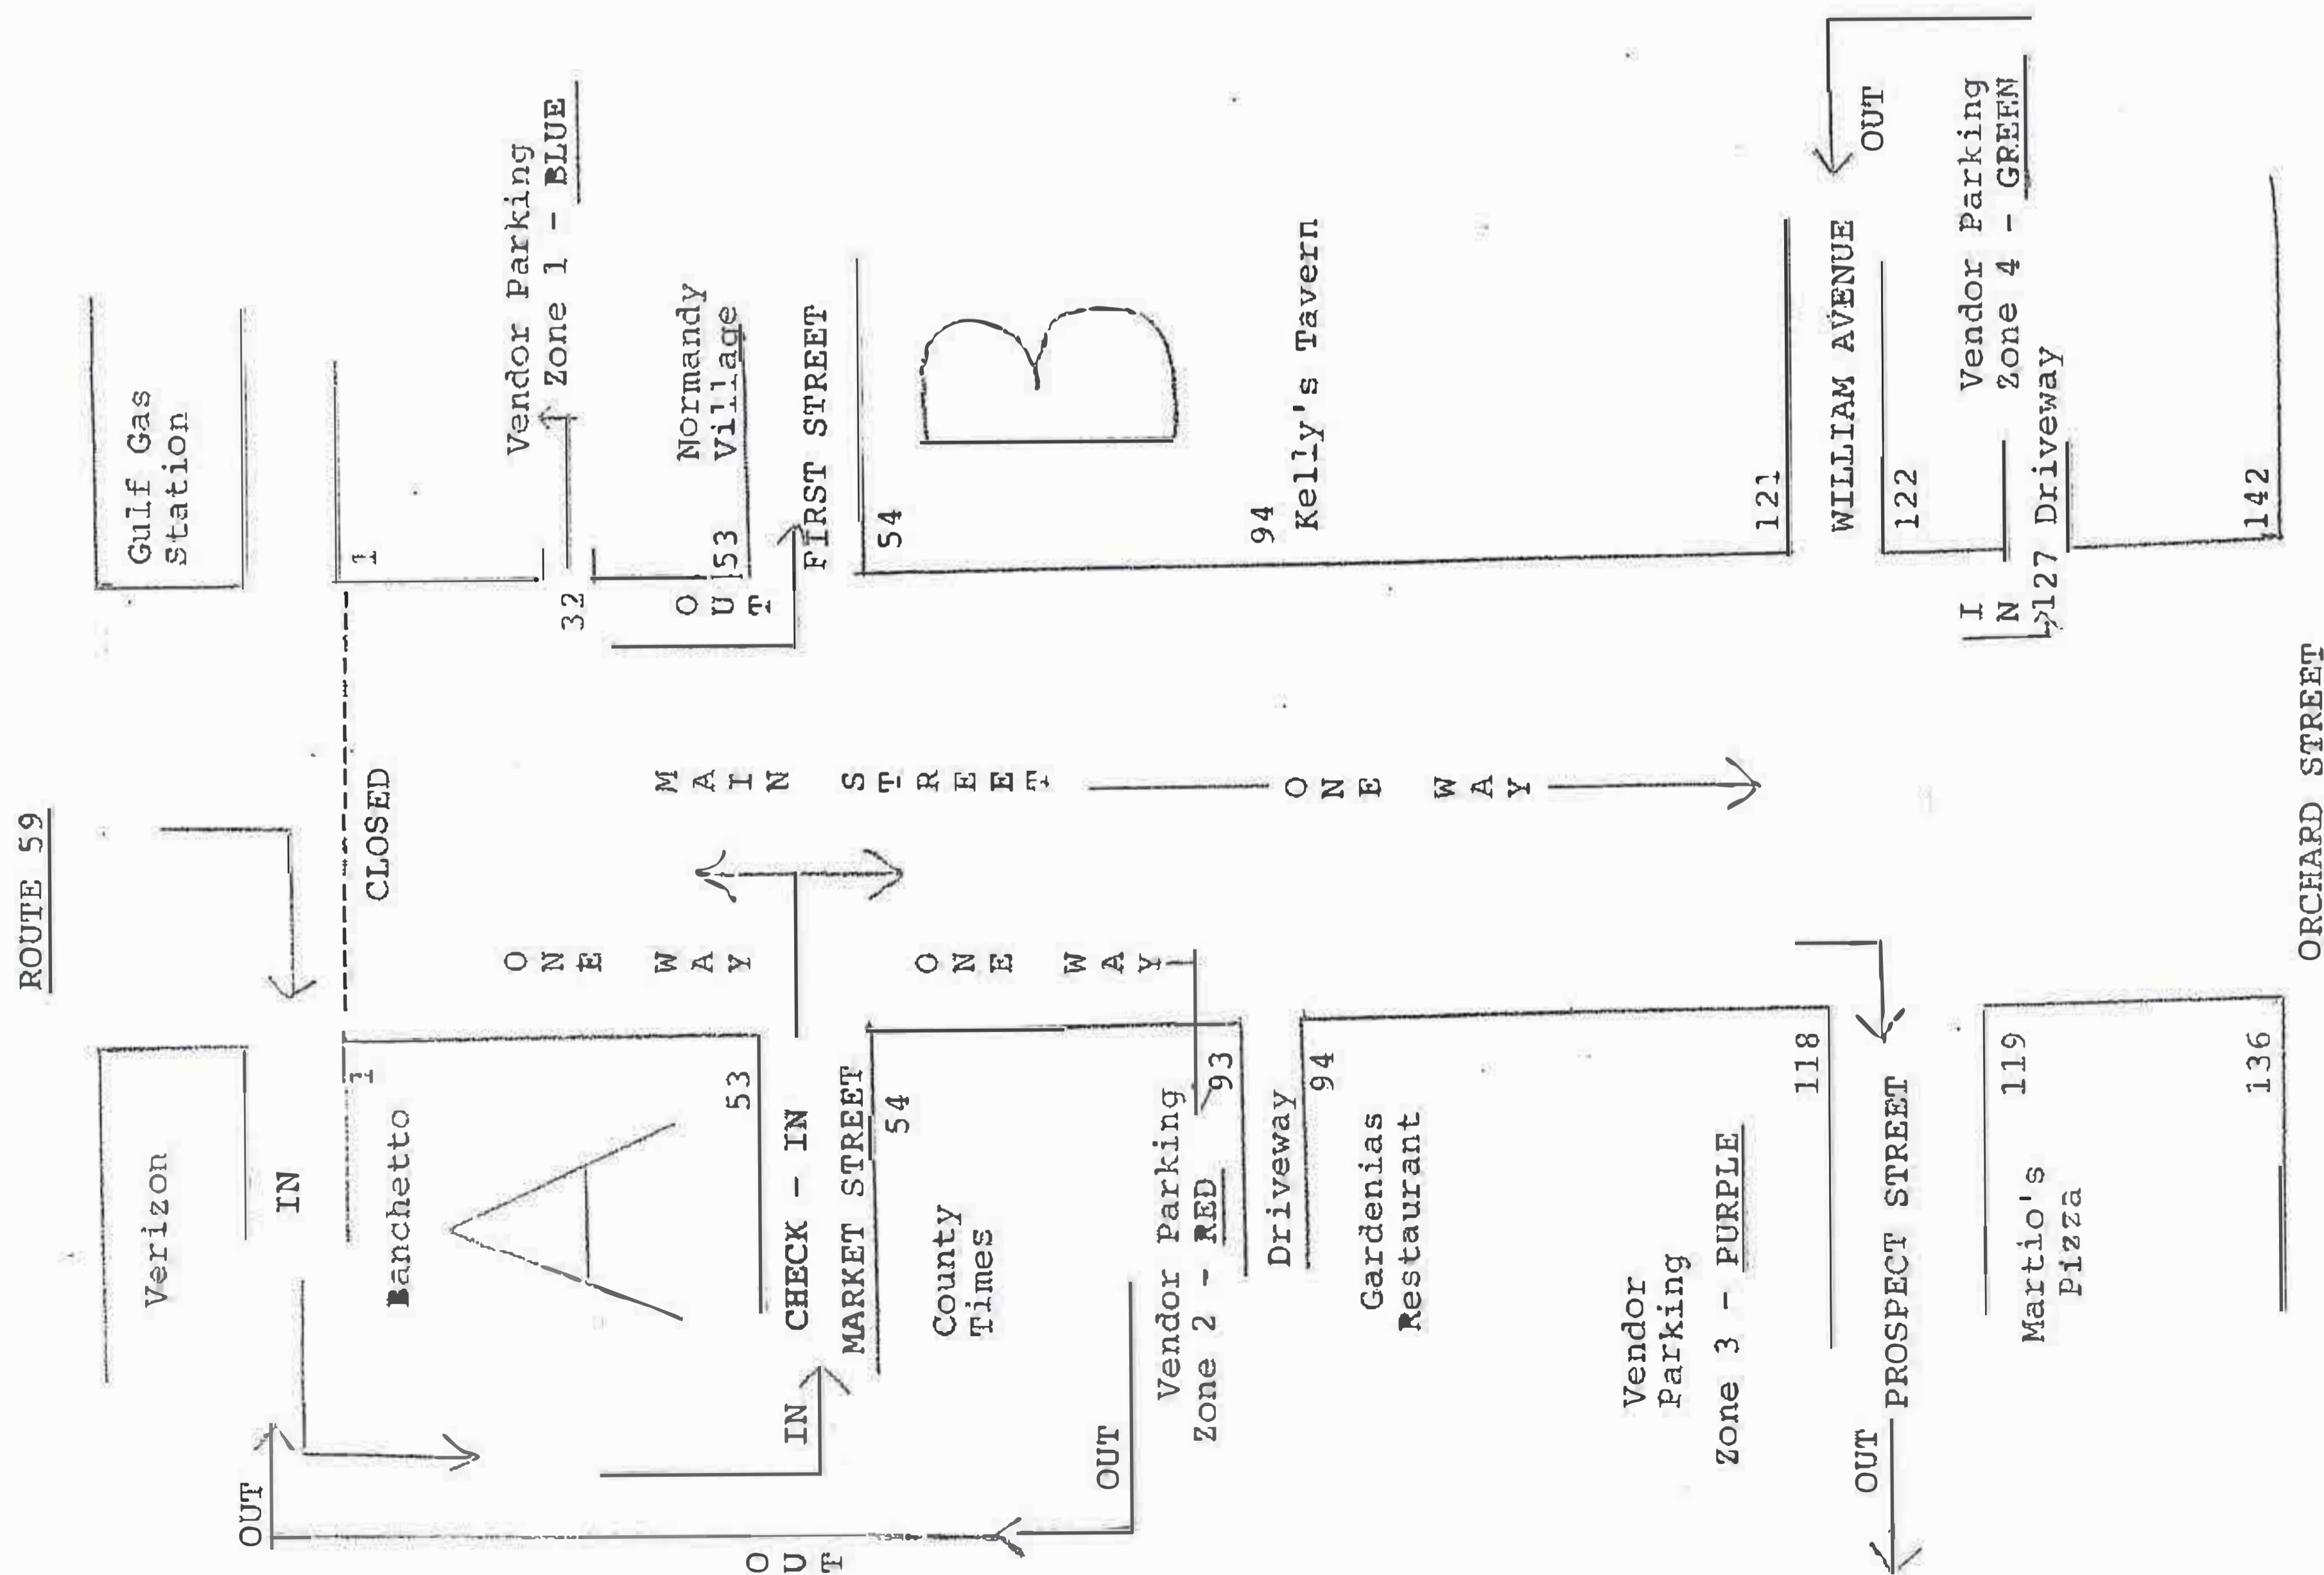 ROUTE 59
Verizon
Gulf Gas
Station
IN
OUT
CLOSED
1
1
Banchetto
A
Vendor Parking
Zone 1 - BLUE
32
ONE WAY
MAIN STREET
ONE WAY
Normandy
Village
OUT
53
53
CHECK - IN
MARKET STREET
IN
FIRST STREET
54
54
County
Times
ONE WAY
B
OUT
OUT
Vendor Parking
Zone 2 - RED
93
Driveway
94
94
Kelly's Tavern
Gardenias
Restaurant
Vendor
Parking
Zone 3 - PURPLE
118
121
PROSPECT STREET
OUT
WILLIAM AVENUE
OUT
119
122
Martio's
Pizza
Vendor Parking
Zone 4 - GREEN
IN
127 Driveway
136
142
ORCHARD STREET